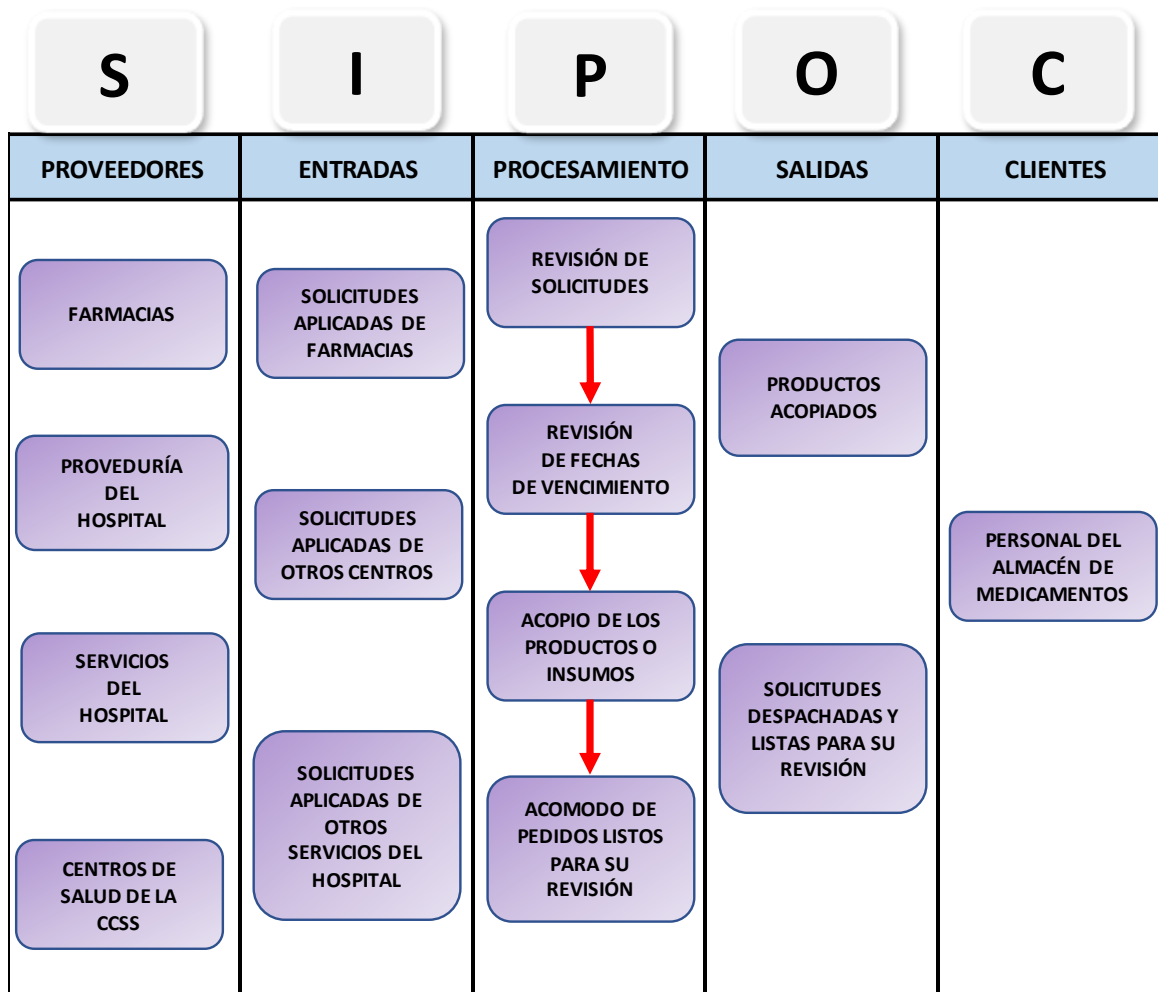 S
I
P
O
C
PROVEEDORES
ENTRADAS
PROCESAMIENTO
SALIDAS
CLIENTES
FARMACIAS
PROVEDURÍA
DEL
HOSPITAL
SERVICIOS
DEL
HOSPITAL
CENTROS DE
SALUD DE LA
CCSS
SOLICITUDES
APLICADAS DE
FARMACIAS
SOLICITUDES
APLICADAS DE
OTROS CENTROS
SOLICITUDES
APLICADAS DE
OTROS
SERVICIOS DEL
HOSPITAL
REVISIÓN DE
SOLICITUDES
REVISIÓN
DE FECHAS
DE VENCIMIENTO
ACOPIO DE LOS
PRODUCTOS O
INSUMOS
ACOMODO DE
PEDIDOS LISTOS
PARA SU
REVISIÓN
PRODUCTOS
ACOPIADOS
SOLICITUDES
DESPACHADAS Y
LISTAS PARA SU
REVISIÓN
PERSONAL DEL
ALMACÉN DE
MEDICAMENTOS